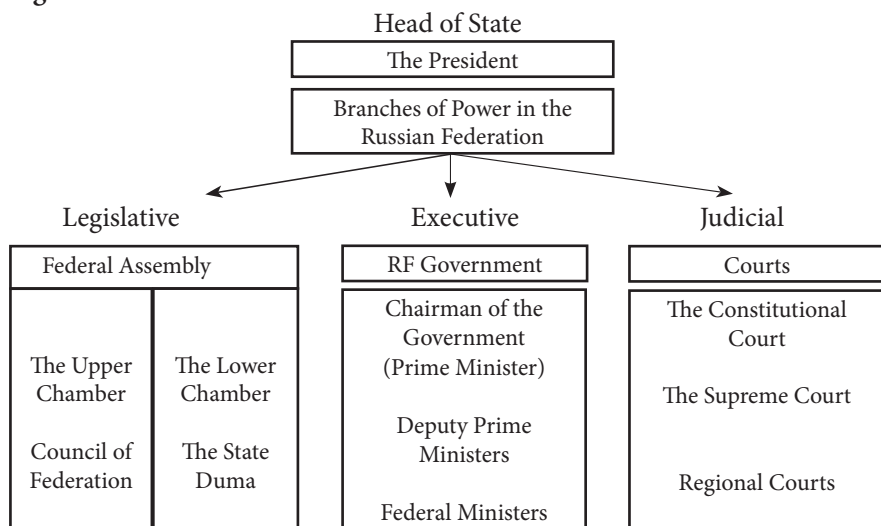 Head of State
The President
Branches of Power in the
Russian Federation
Legislative
Executive
Judicial
Federal Assembly
The Upper
Chamber
Council of
Federation
The Lower
Chamber
The State
Duma
RF Government
Chairman of the
Government
(Prime Minister)
Deputy Prime
Ministers
Federal Ministers
Courts
The Constitutional
Court
The Supreme Court
Regional Courts